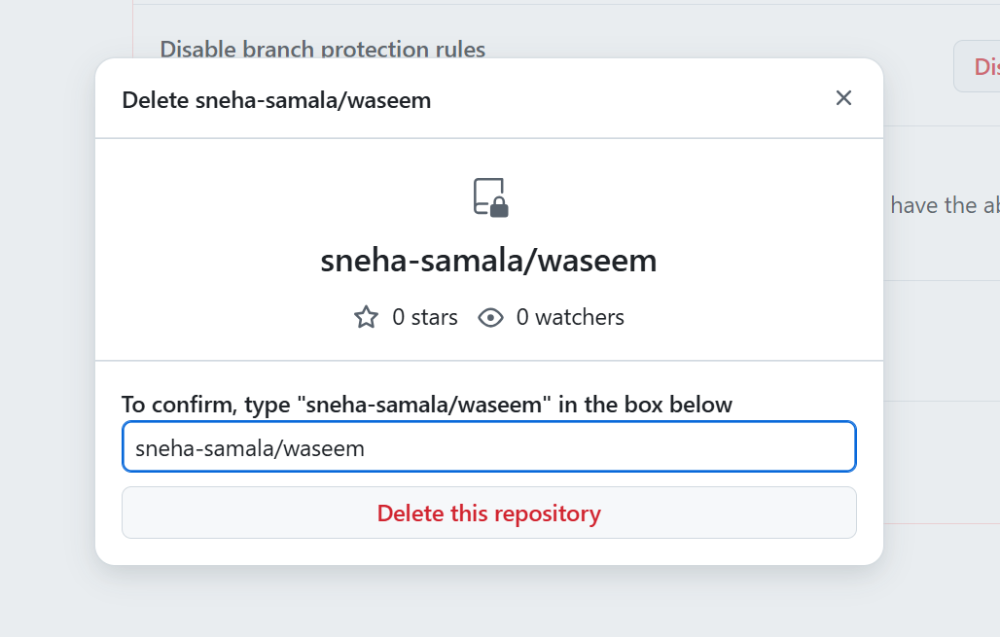 Disable branch protection rules
Dis
Delete sneha-samala/waseem
have the ab
sneha-samala/waseem
0 stars 0 watchers
To confirm, type "sneha-samala/waseem" in the box below
sneha-samala/waseem
Delete this repository